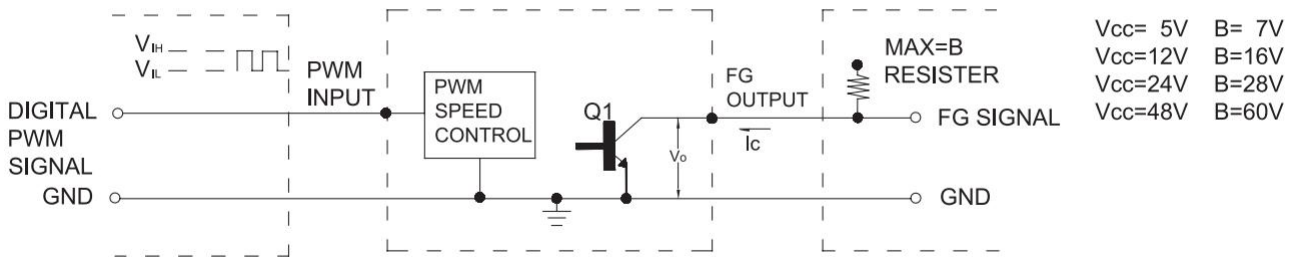 VIH
VIL
PWM
INPUT
DIGITAL
PWM
SIGNAL
GND
PWM
SPEED
CONTROL
Q1
Vo
FG
OUTPUT
Ic
MAX=B
RESISTER
FG SIGNAL
GND
Vcc= 5V B= 7V
Vcc=12V B=16V
Vcc=24V B=28V
Vcc=48V B=60V